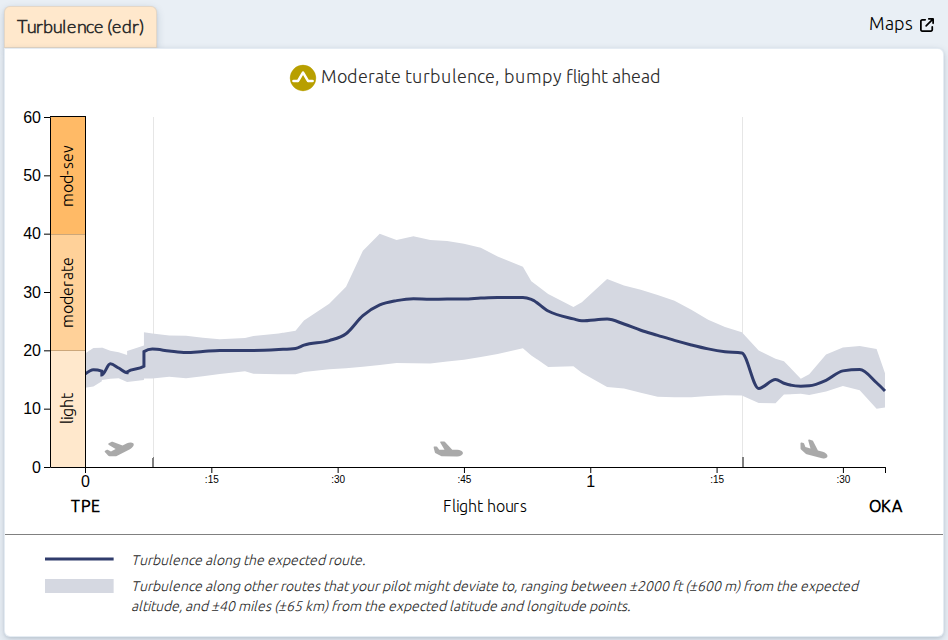 Turbulence (edr)
Maps
Moderate turbulence, bumpy flight ahead
60
50
40
30
20
10
0
mod-sev
moderate
light
0
:15
:30
:45
1
:15
:30
TPE
Flight hours
OKA
Turbulence along the expected route.
Turbulence along other routes that your pilot might deviate to, ranging between ±2000 ft (±600 m) from the expected
altitude, and ±40 miles (±65 km) from the expected latitude and longitude points.